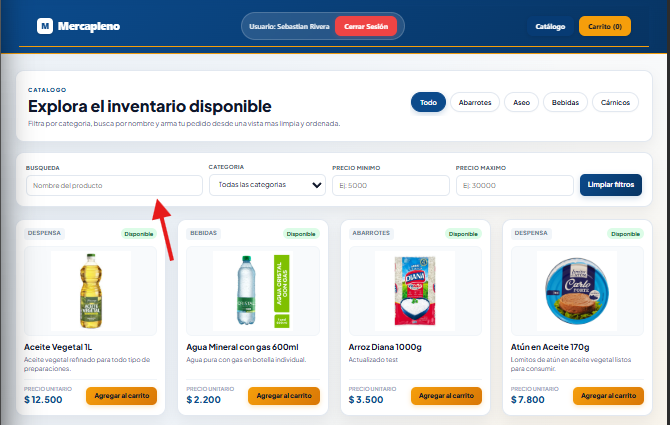 M Mercapleno
Usuario: Sebastian Rivera
Cerrar Sesión
Catálogo
Carrito (0)
CATALOGO
Explora el inventario disponible
Filtra por categoria, busca por nombre y arma tu pedido desde una vista mas limpia y ordenada.
Todo
Abarrotes
Aseo
Bebidas
Cárnicos
BUSQUEDA
Nombre del producto
CATEGORIA
Todas las categorias
PRECIO MINIMO
Ej: 5000
PRECIO MAXIMO
Ej: 30000
Limpiar filtros
DESPENSA
Disponible
ACEITE
VEGETAL
Aceite Vegetal 1L
Aceite vegetal refinado para todo tipo de
preparaciones.
PRECIO UNITARIO
$ 12.500
Agregar al carrito
BEBIDAS
Disponible
AGUA CRISTAL
CON GAS
Agua Mineral con gas 600ml
Agua pura con gas en botella individual.
PRECIO UNITARIO
$ 2.200
Agregar al carrito
ABARROTES
Disponible
DIANA
Arroz Diana 1000g
Actualizado test
PRECIO UNITARIO
$ 3.500
Agregar al carrito
DESPENSA
Disponible
Atún en Aceite 170g
Lomitos de atún en aceite vegetal listos
para consumir.
PRECIO UNITARIO
$ 7.800
Agregar al carrito